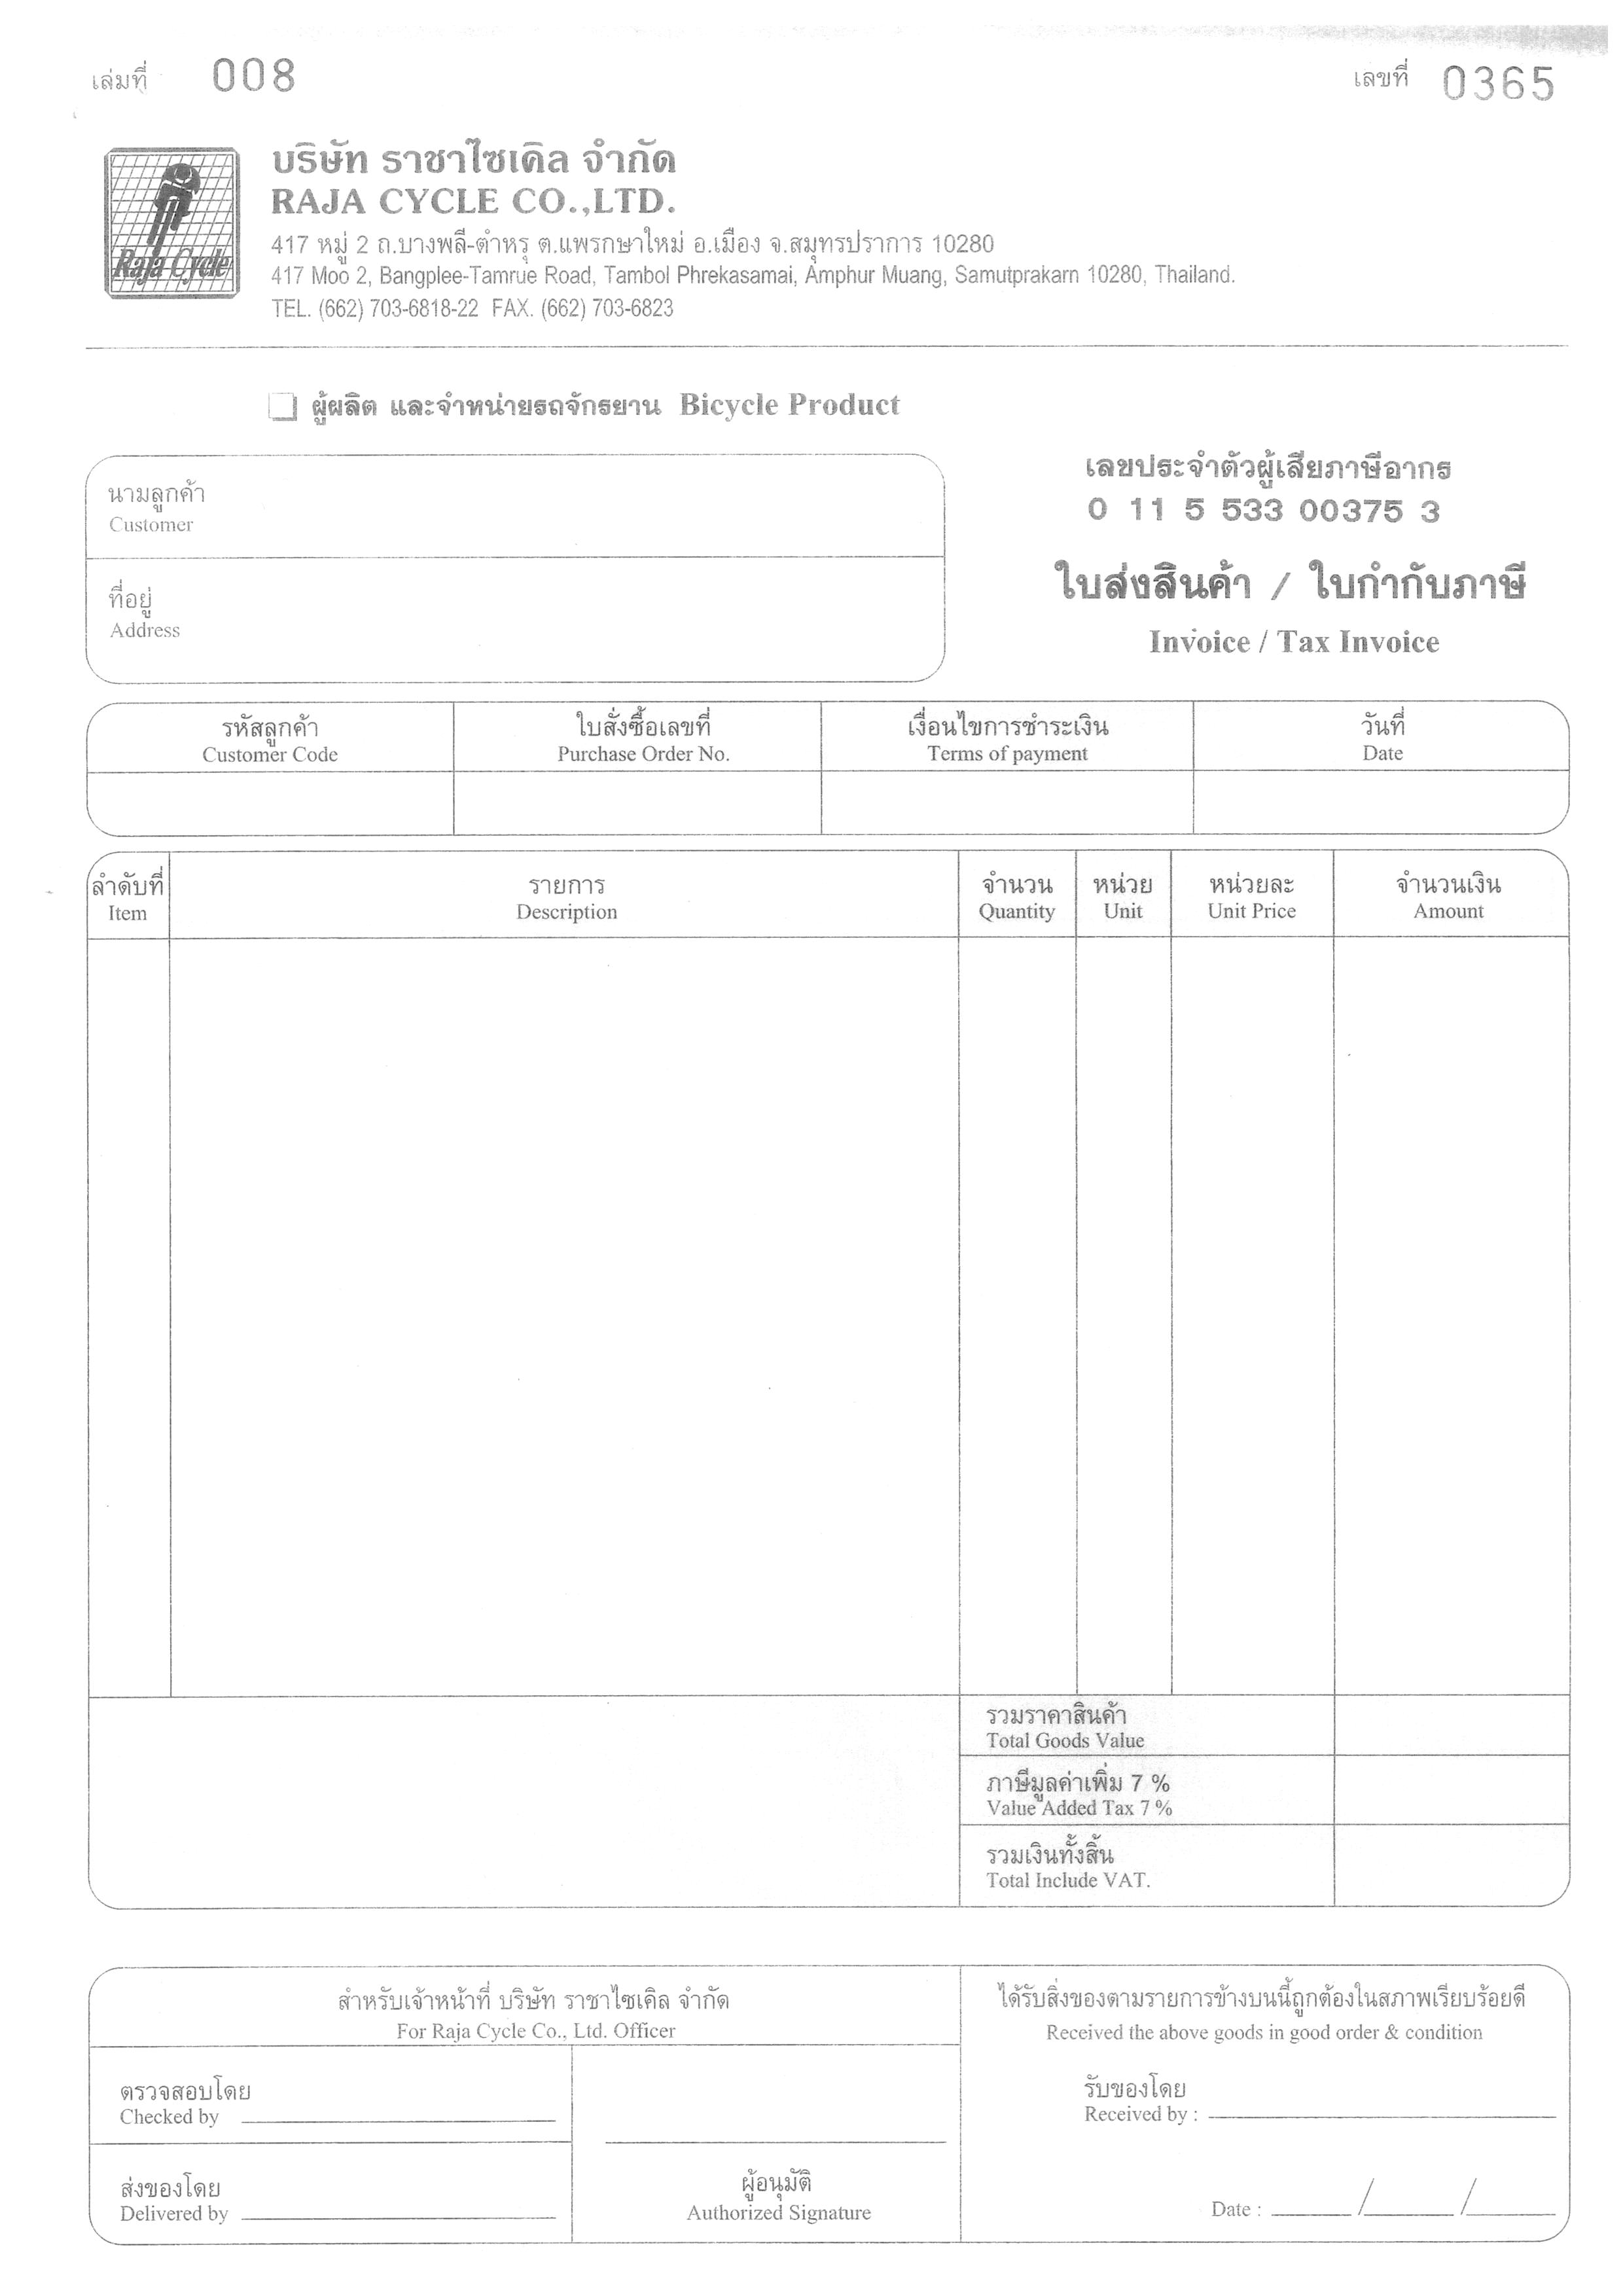 เล่มที่ 008
เลขที่ 0365
บริษัท ราชาไซเคิล จำกัด
RAJA CYCLE CO.,LTD.
Raja Cycle
417 หมู่ 2 ถ.บางพลี-ตำหรุ ต.แพรกษาใหม่ อ.เมือง จ.สมุทรปราการ 10280
417 Moo 2, Bangplee-Tamrue Road, Tambol Phrekasamai, Amphur Muang, Samutprakarn 10280, Thailand.
TEL. (662) 703-6818-22 FAX. (662) 703-6823
ผู้ผลิต และจำหน่ายรถจักรยาน Bicycle Product
นามลูกค้า
Customer
ที่อยู่
Address
เลขประจำตัวผู้เสียภาษีอากร
0 11 5 533 00375 3
ใบส่งสินค้า / ใบกำกับภาษี
Invoice / Tax Invoice
รหัสลูกค้า ใบสั่งซื้อเลขที่ เงื่อนไขการชำระเงิน วันที่
Customer Code Purchase Order No. Terms of payment Date
ลำดับที่ รายการ จำนวน หน่วย หน่วยละ จำนวนเงิน
Item Description Quantity Unit Unit Price Amount
รวมราคาสินค้า
Total Goods Value
ภาษีมูลค่าเพิ่ม 7 %
Value Added Tax 7 %
รวมเงินทั้งสิ้น
Total Include VAT.
สำหรับเจ้าหน้าที่ บริษัท ราชาไซเคิล จำกัด
For Raja Cycle Co., Ltd. Officer
ตรวจสอบโดย
Checked by
ส่งของโดย
Delivered by
ผู้อนุมัติ
Authorized Signature
ได้รับสิ่งของตามรายการข้างบนนี้ถูกต้องในสภาพเรียบร้อยดี
Received the above goods in good order & condition
รับของโดย
Received by :
Date : / /